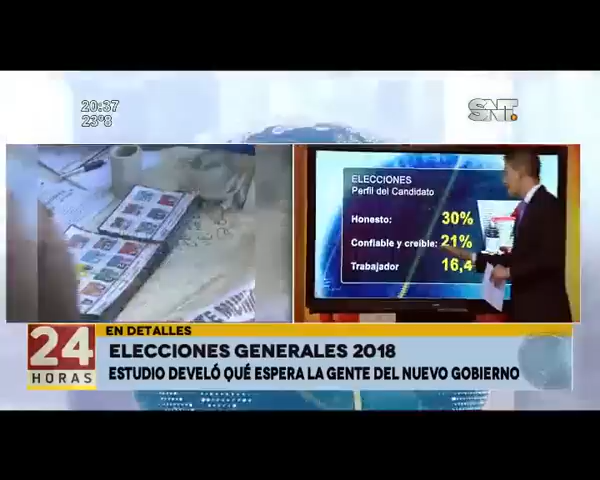 20:37
23°8
SNT.
ELECCIONES
Perfil del Candidato
Honesto: 30%
Confiable y creible: 21%
Trabajador 16,4
24
HORAS
EN DETALLES
ELECCIONES GENERALES 2018
ESTUDIO DEVELÓ QUÉ ESPERA LA GENTE DEL NUEVO GOBIERNO